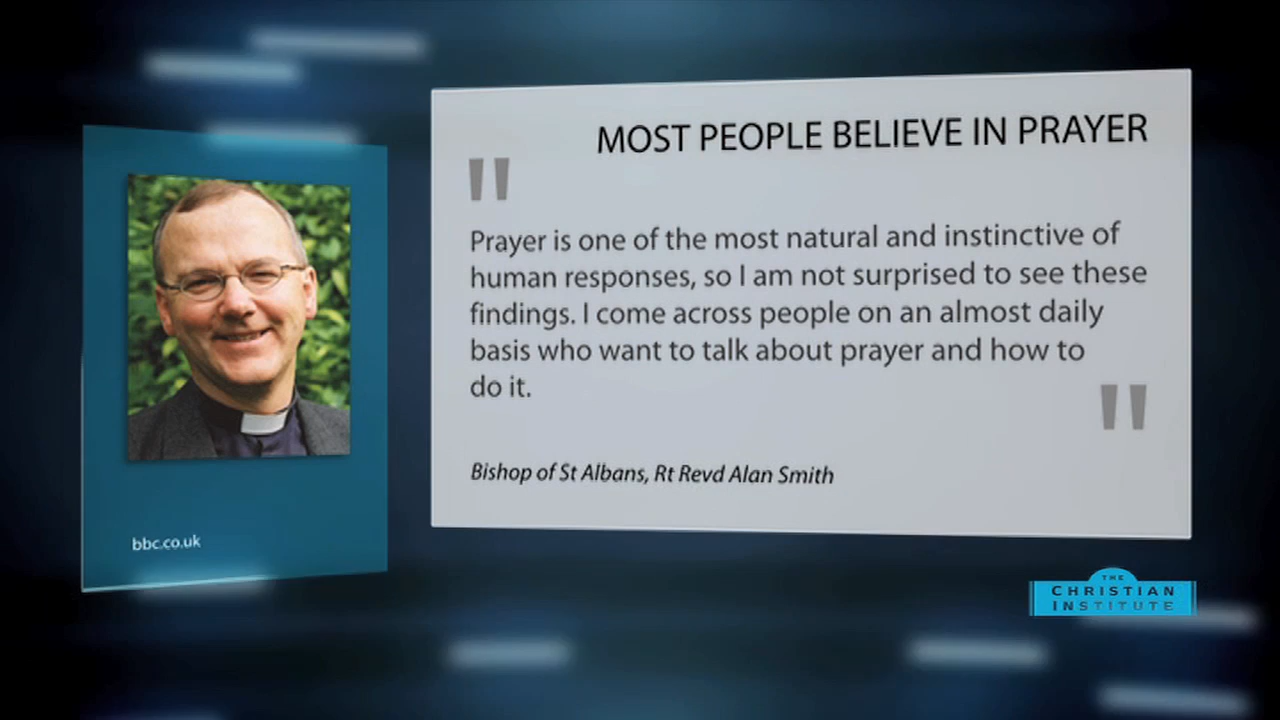 MOST PEOPLE BELIEVE IN PRAYER
"
Prayer is one of the most natural and instinctive of
human responses, so I am not surprised to see these
findings. I come across people on an almost daily
basis who want to talk about prayer and how to
do it.
"
Bishop of St Albans, Rt Revd Alan Smith
bbc.co.uk
THE
CHRISTIAN
INSTITUTE